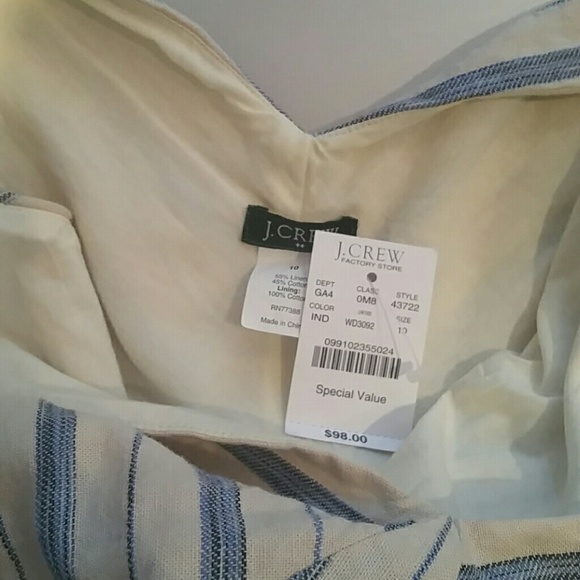 J.CREW
10
55% Linen
45% Cotton
Lining:
100% Cotton
RN77388
Made in China
J.CREW
FACTORY STORE
DEPT CLASS STYLE
GA4 0M8 43722
COLOR SIZE
IND WD3092 10
099102355024
Special Value
$98.00